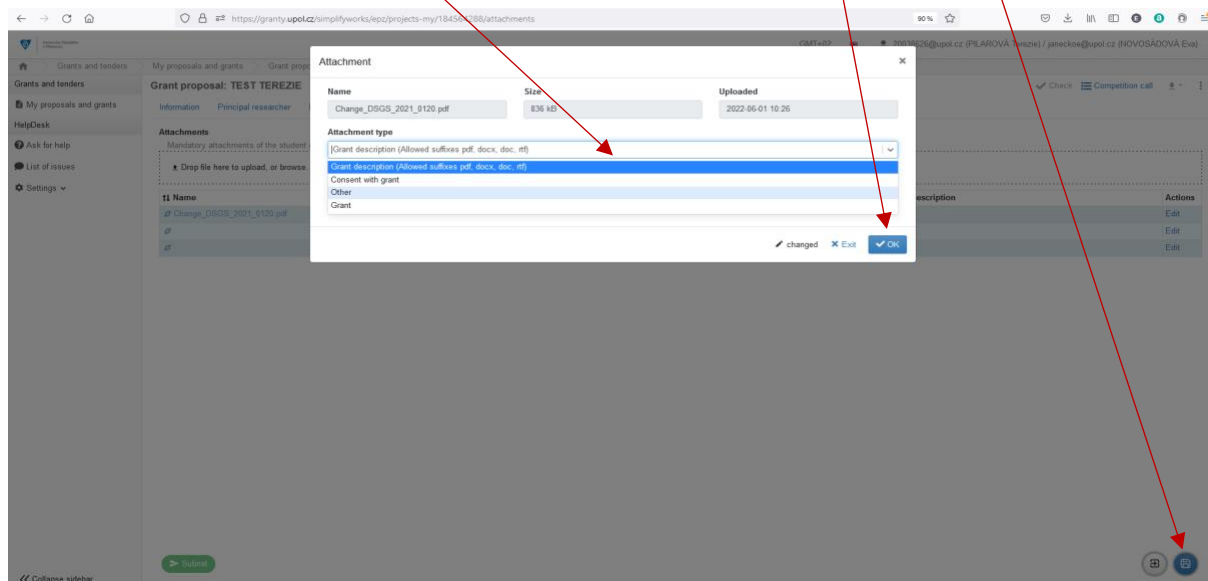 https://granty.upol.cz/simplifyworks/epz/projects-my/184564288/attachments
90 %
GMT+02
20038626@upol.cz (PILAROVÁ Terezie) / janeckoe@upol.cz (NOVOSADOVÁ Eva)
Grants and tenders
My proposals and grants
Grant prop
Grants and tenders
Grant proposal: TEST TEREZIE
Check
Competition call
My proposals and grants
Information
Principal researcher
HelpDesk
Attachments
Ask for help
Mandatory attachments of the student
List of issues
Drop file here to upload, or browse.
Settings
Name
escription
Actions
Change_DSGS_2021_0120.pdf
Edit
Edit
Edit
Attachment
Name
Size
Uploaded
Change_DSGS_2021_0120.pdf
836 kB
2022-06-01 10.26
Attachment type
Grant description (Allowed suffixes pdf, docx, doc, rtf)
Grant description (Allowed suffixes pdf, docx, doc, rtf)
Consent with grant
Other
Grant
changed
Exit
OK
Submit
Collapse sidebar